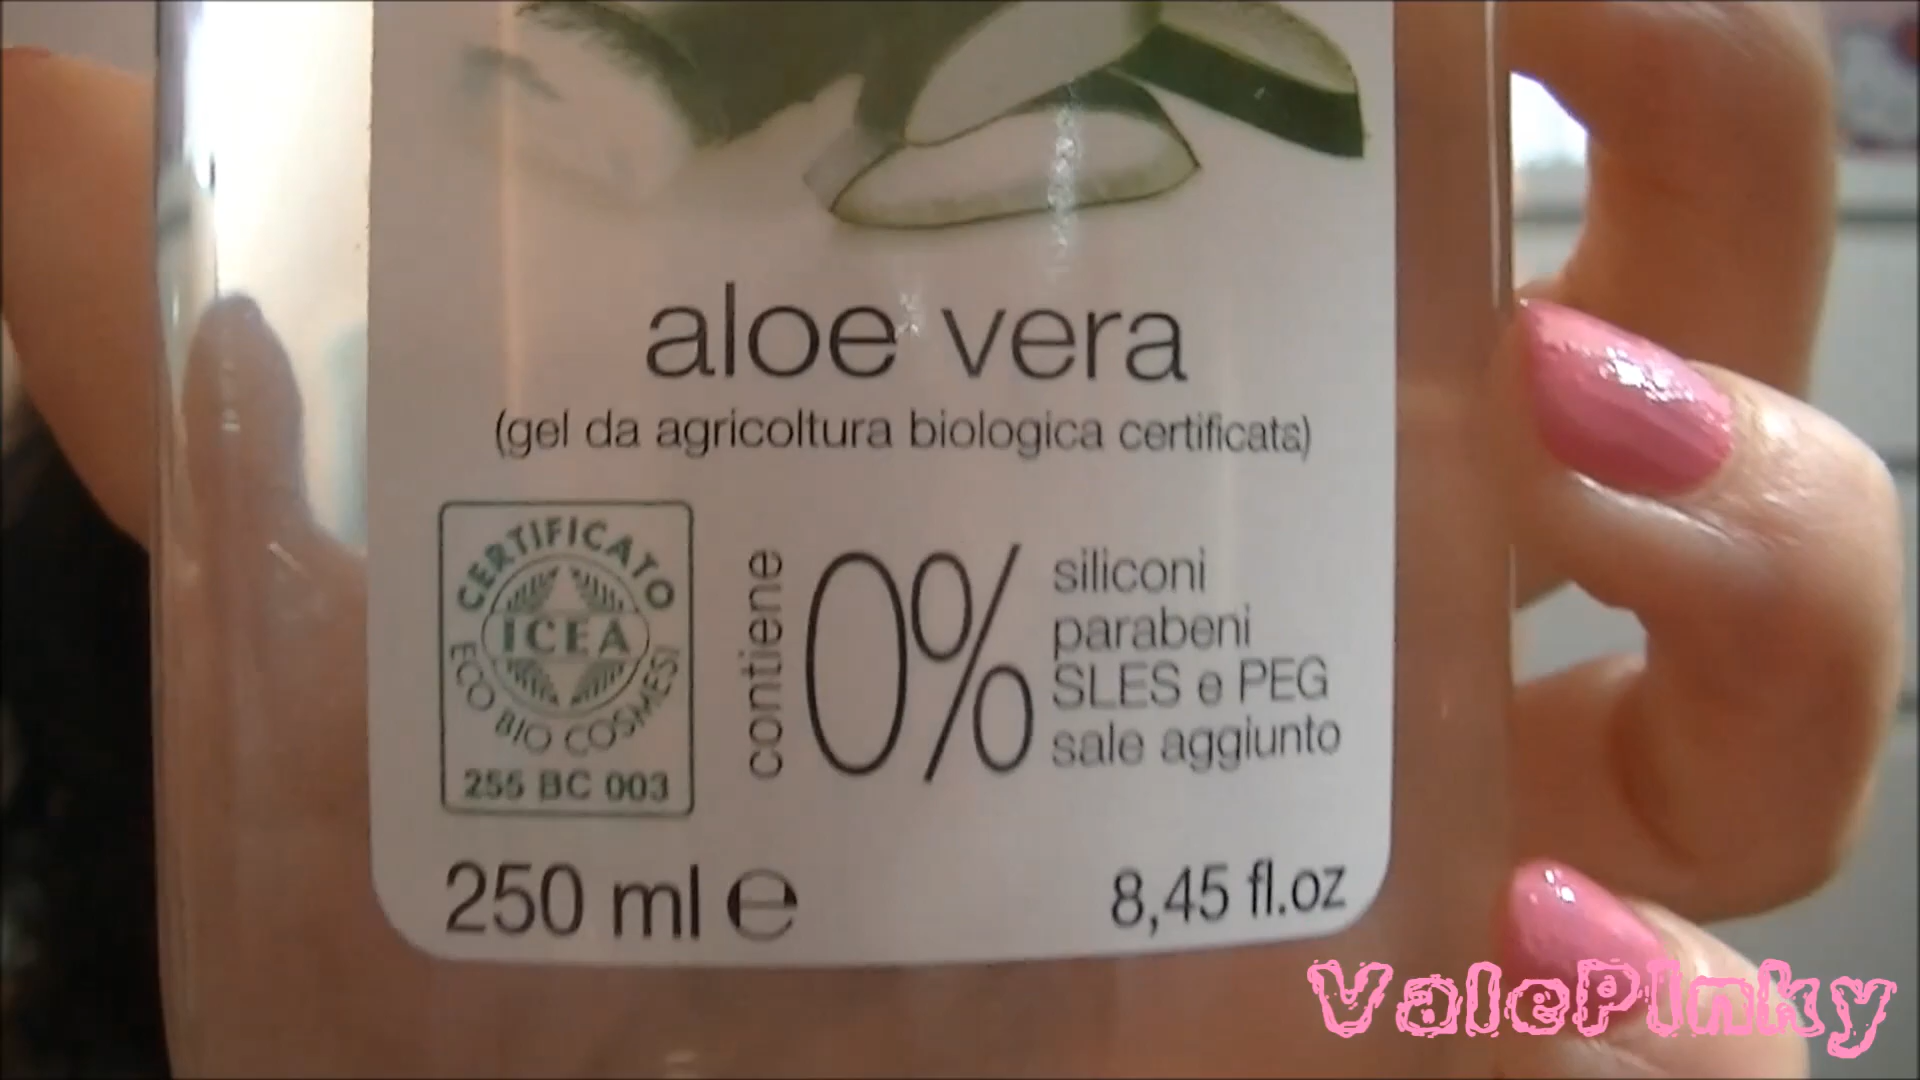 aloe vera
(gel da agricoltura biologica certificata)
CERTIFICATO
ICEA
ECO BIO COSMESI
255 BC 003
contiene
0%
siliconi
parabeni
SLES e PEG
sale aggiunto
250 ml e
8,45 fl.oz
ValePinky